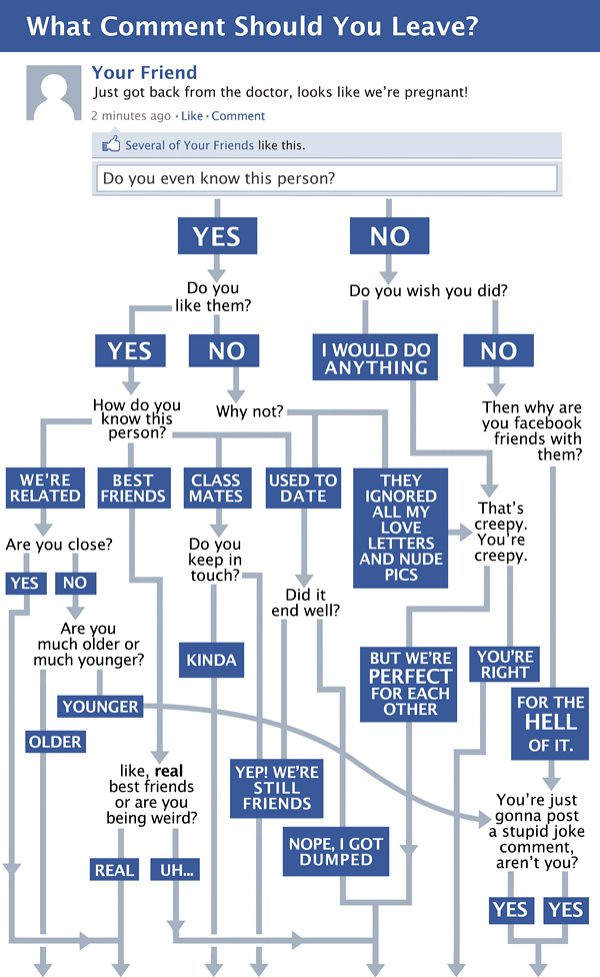 What Comment Should You Leave?
Your Friend
Just got back from the doctor, looks like we're pregnant!
2 minutes ago · Like · Comment
Several of Your Friends like this.
Do you even know this person?
YES
NO
Do you
like them?
Do you wish you did?
YES
NO
I WOULD DO
ANYTHING
NO
How do you
know this
person?
Why not?
Then why are
you facebook
friends with
them?
WE'RE
RELATED
BEST
FRIENDS
CLASS
MATES
USED TO
DATE
THEY
IGNORED
ALL MY
LOVE
LETTERS
AND NUDE
PICS
That's
creepy.
You're
creepy.
Are you close?
Do you
keep in
touch?
YES
NO
Did it
end well?
Are you
much older or
much younger?
KINDA
BUT WE'RE
PERFECT
FOR EACH
OTHER
YOU'RE
RIGHT
YOUNGER
FOR THE
HELL
OF IT.
OLDER
like, real
best friends
or are you
being weird?
YEP! WE'RE
STILL
FRIENDS
You're just
gonna post
a stupid joke
comment,
aren't you?
NOPE, I GOT
DUMPED
REAL
UH...
YES
YES